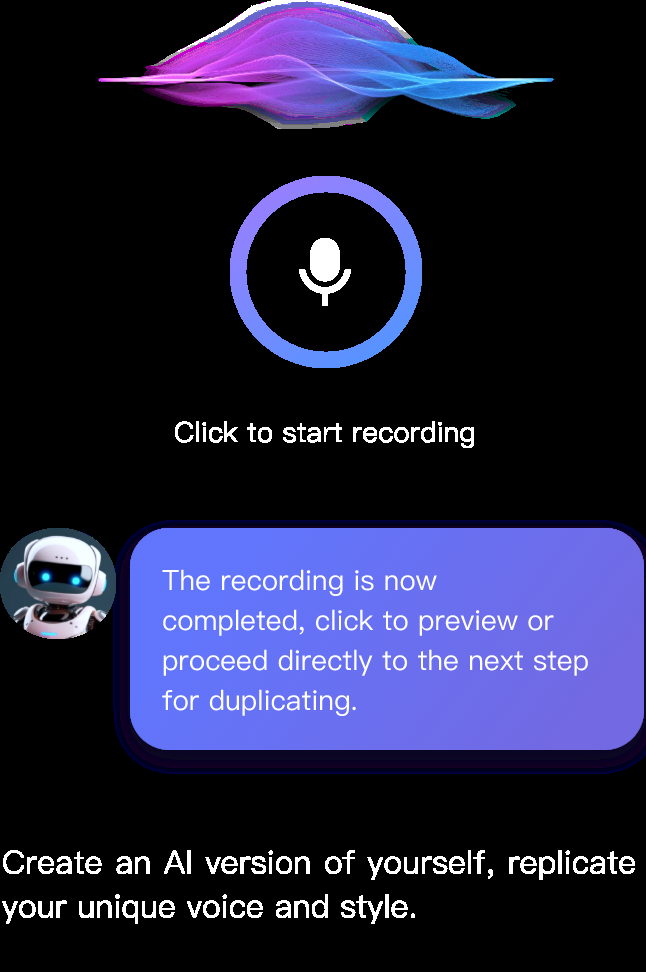 Click to start recording
The recording is now
completed, click to preview or
proceed directly to the next step
for duplicating.
Create an AI version of yourself, replicate
your unique voice and style.